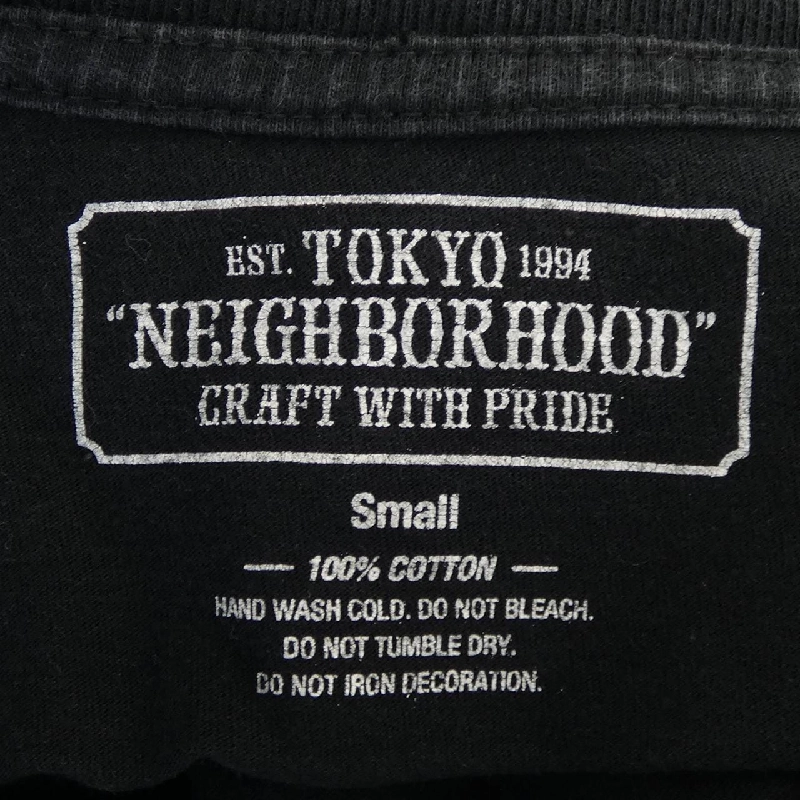 EST. TOKYO 1994
“NEIGHBORHOOD”
CRAFT WITH PRIDE
Small
— 100% COTTON —
HAND WASH COLD. DO NOT BLEACH.
DO NOT TUMBLE DRY.
DO NOT IRON DECORATION.